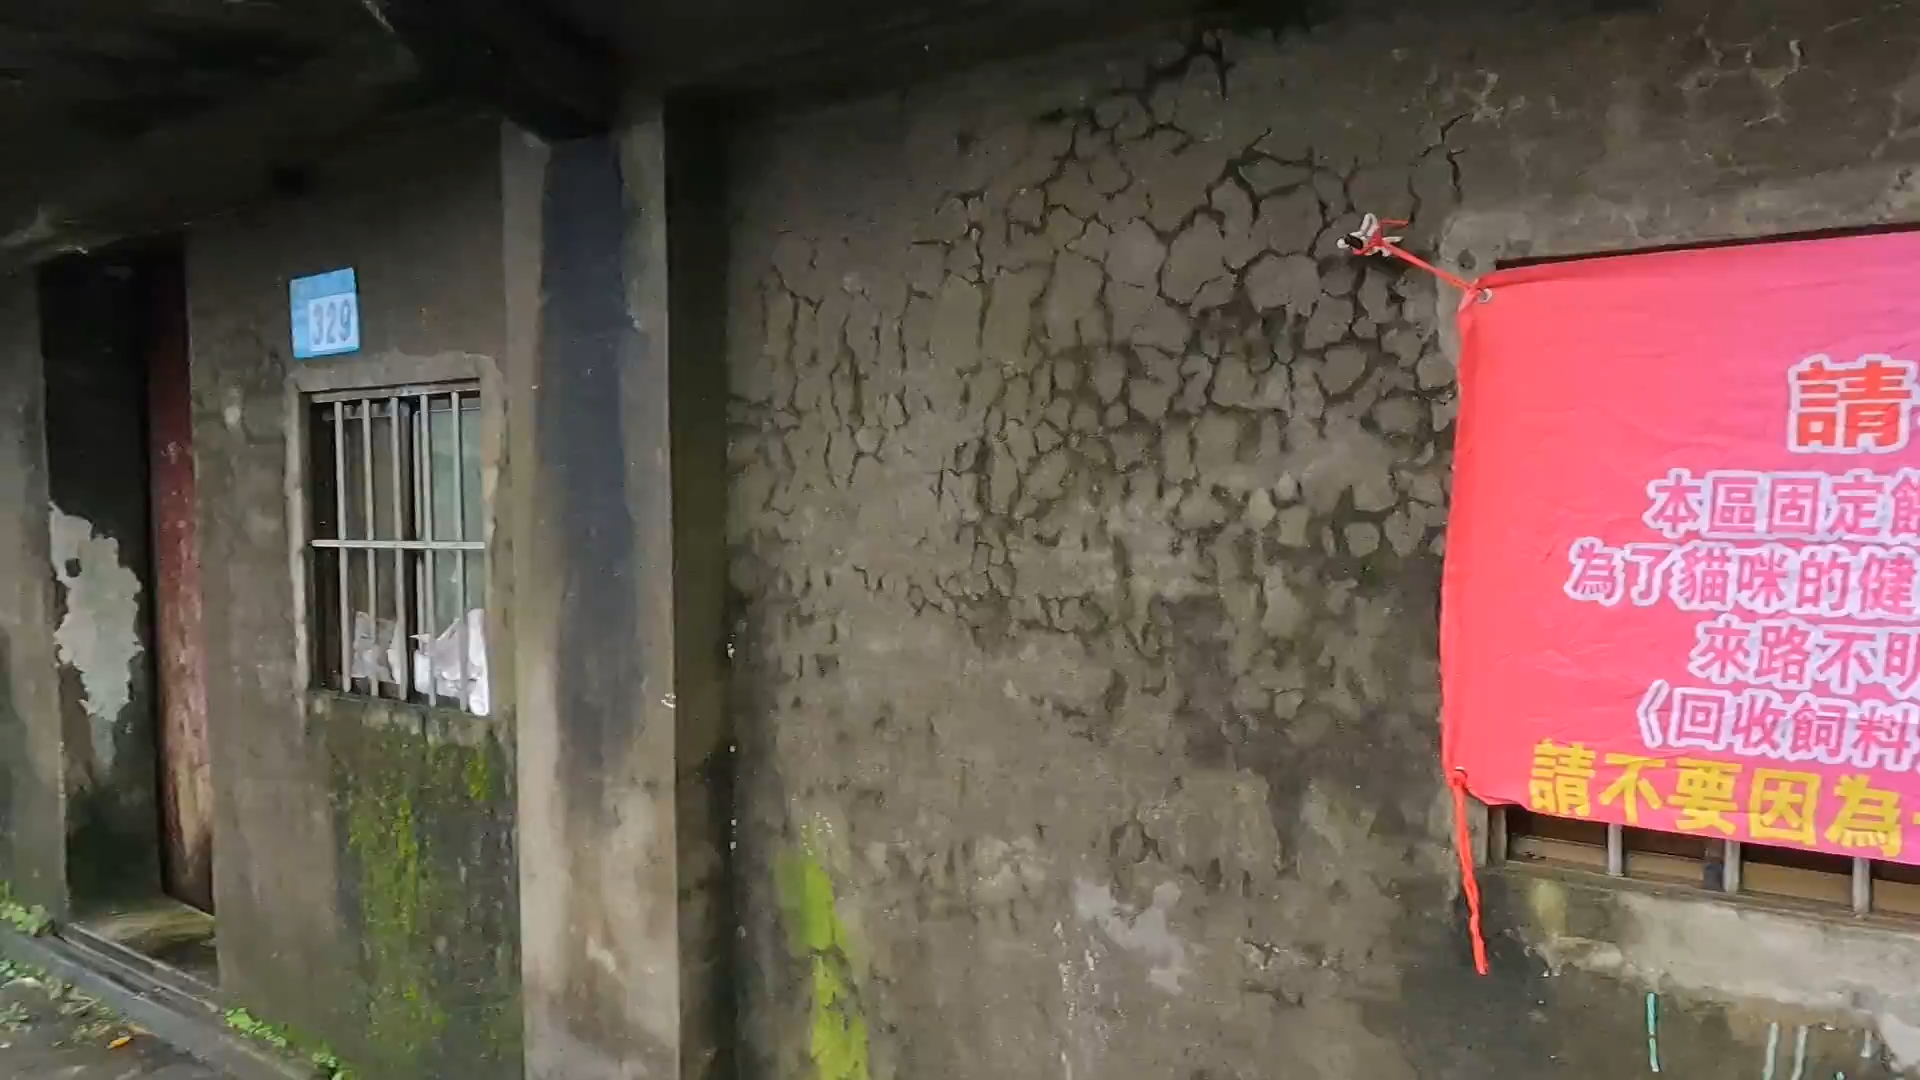 329
請
本區固定飼
為了貓咪的健
來路不明
《回收飼料
請不要因為